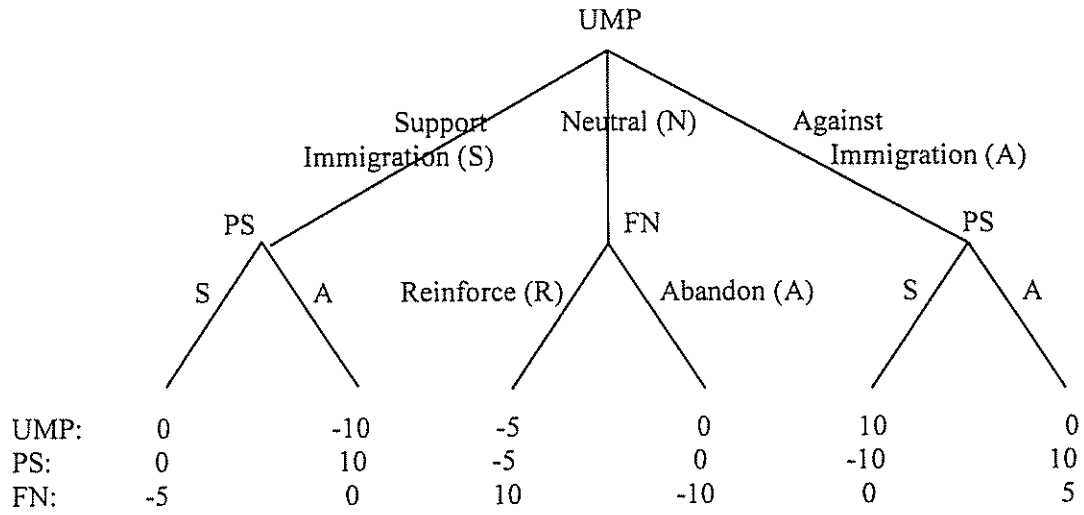 UMP
Support Neutral (N) Against
Immigration (S) Immigration (A)
PS FN PS
S A Reinforce (R) Abandon (A) S A
UMP: 0 -10 -5 0 10 0
PS: 0 10 -5 0 -10 10
FN: -5 0 10 -10 0 5